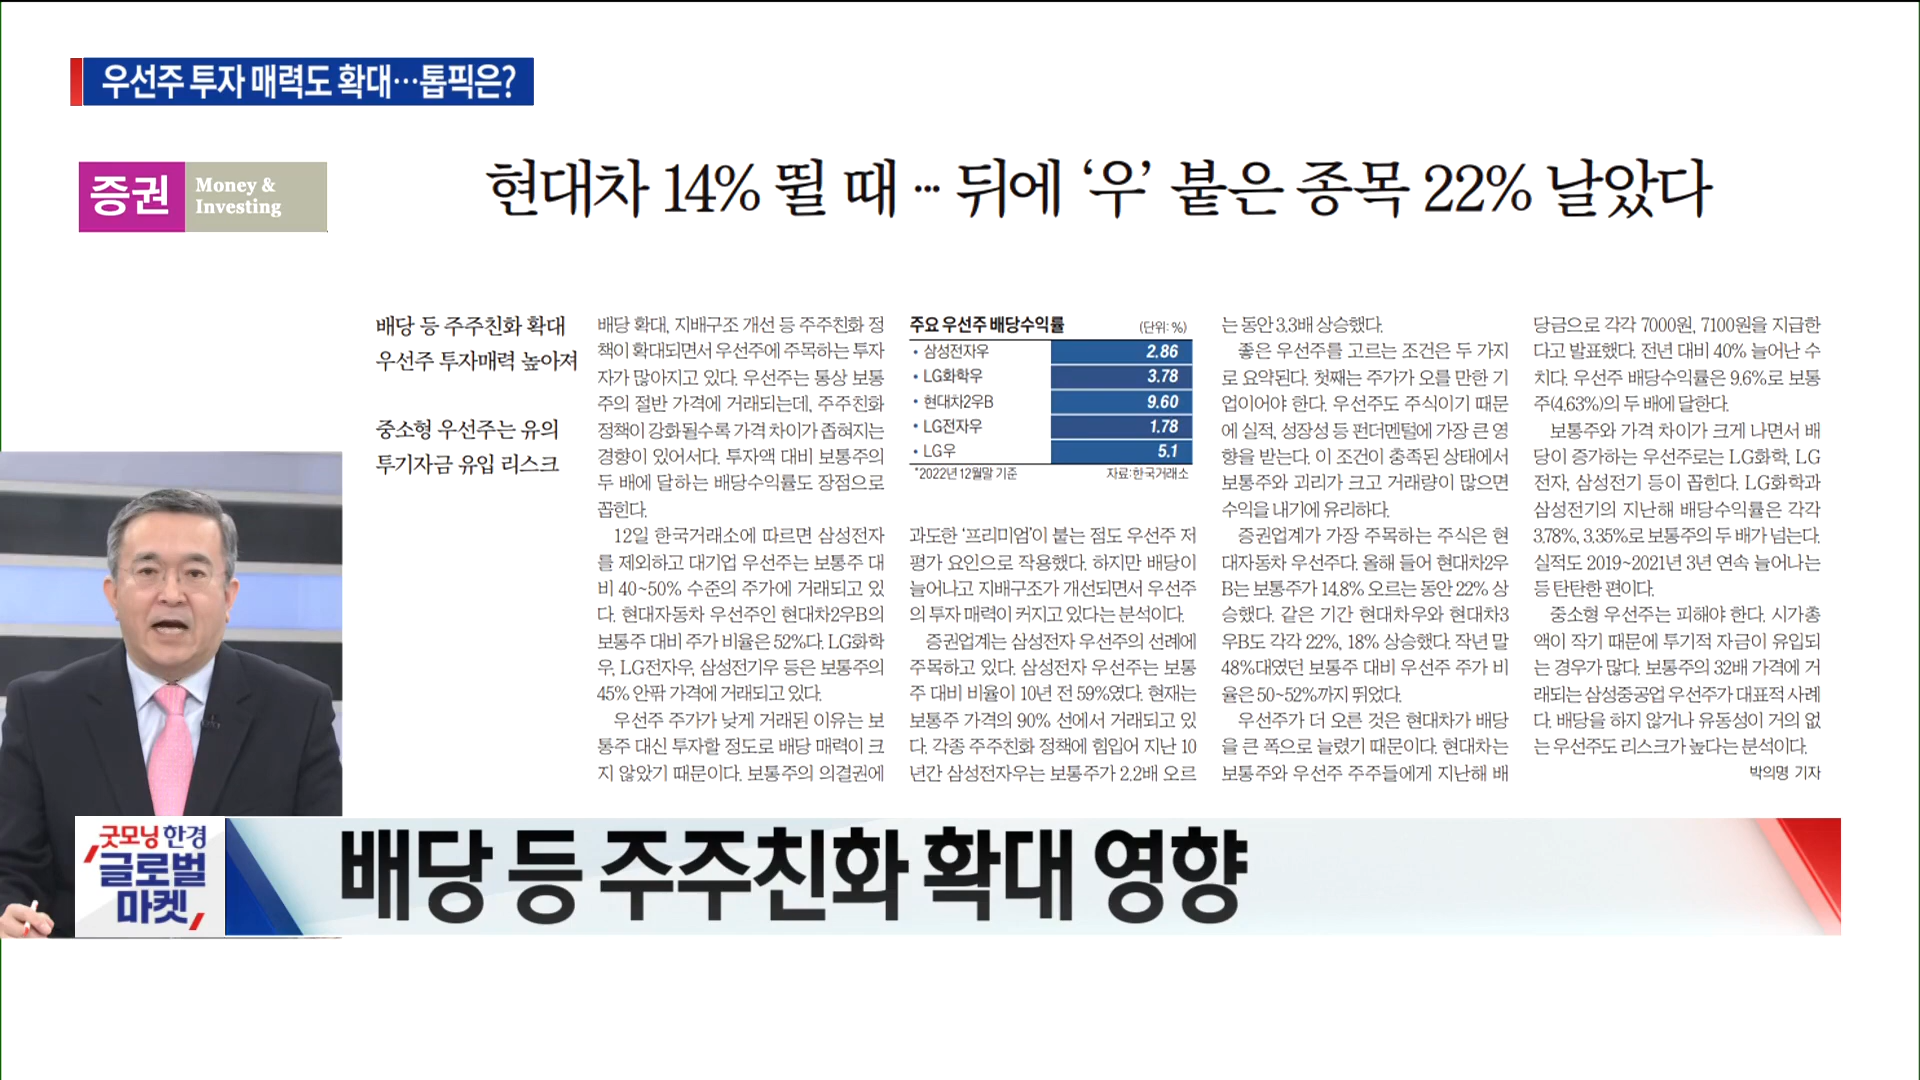 우선주 투자 매력도 확대…톱픽은?
증권
Money &
Investing
현대차 14% 뛸 때 … 뒤에 ‘우’ 붙은 종목 22% 날았다
배당 등 주주친화 확대
우선주 투자매력 높아져
중소형 우선주는 유의
투기자금 유입 리스크
배당 확대, 지배구조 개선 등 주주친화 정
책이 확대되면서 우선주에 주목하는 투자
자가 많아지고 있다. 우선주는 통상 보통
주의 절반 가격에 거래되는데, 주주친화
정책이 강화될수록 가격 차이가 좁혀지는
경향이 있어서다. 투자액 대비 보통주의
두 배에 달하는 배당수익률도 장점으로
꼽힌다.
12일 한국거래소에 따르면 삼성전자
를 제외하고 대기업 우선주는 보통주 대
비 40~50% 수준의 주가에 거래되고 있
다. 현대자동차 우선주인 현대차2우B의
보통주 대비 주가 비율은 52%다. LG화학
우, LG전자우, 삼성전기우 등은 보통주의
45% 안팎 가격에 거래되고 있다.
우선주 주가가 낮게 거래된 이유는 보
통주 대신 투자할 정도로 배당 매력이 크
지 않았기 때문이다. 보통주의 의결권에
주요 우선주 배당수익률 (단위: %)
• 삼성전자우 2.86
• LG화학우 3.78
• 현대차2우B 9.60
• LG전자우 1.78
• LG우 5.1
*2022년 12월말 기준 자료:한국거래소
과도한 ‘프리미엄’이 붙는 점도 우선주 저
평가 요인으로 작용했다. 하지만 배당이
늘어나고 지배구조가 개선되면서 우선주
의 투자 매력이 커지고 있다는 분석이다.
증권업계는 삼성전자 우선주의 선례에
주목하고 있다. 삼성전자 우선주는 보통
주 대비 비율이 10년 전 59%였다. 현재는
보통주 가격의 90% 선에서 거래되고 있
다. 각종 주주친화 정책에 힘입어 지난 10
년간 삼성전자우는 보통주가 2.2배 오르
는 동안 3.3배 상승했다.
좋은 우선주를 고르는 조건은 두 가지
로 요약된다. 첫째는 주가가 오를 만한 기
업이어야 한다. 우선주도 주식이기 때문
에 실적, 성장성 등 펀더멘털에 가장 큰 영
향을 받는다. 이 조건이 충족된 상태에서
보통주와 괴리가 크고 거래량이 많으면
수익을 내기에 유리하다.
증권업계가 가장 주목하는 주식은 현
대자동차 우선주다. 올해 들어 현대차2우
B는 보통주가 14.8% 오르는 동안 22% 상
승했다. 같은 기간 현대차우와 현대차3
우B도 각각 22%, 18% 상승했다. 작년 말
48%대였던 보통주 대비 우선주 주가 비
율은 50~52%까지 뛰었다.
우선주가 더 오른 것은 현대차가 배당
을 큰 폭으로 늘렸기 때문이다. 현대차는
보통주와 우선주 주주들에게 지난해 배
당금으로 각각 7000원, 7100원을 지급한
다고 발표했다. 전년 대비 40% 늘어난 수
치다. 우선주 배당수익률은 9.6%로 보통
주(4.63%)의 두 배에 달한다.
보통주와 가격 차이가 크게 나면서 배
당이 증가하는 우선주로는 LG화학, LG
전자, 삼성전기 등이 꼽힌다. LG화학과
삼성전기의 지난해 배당수익률은 각각
3.78%, 3.35%로 보통주의 두 배가 넘는다.
실적도 2019~2021년 3년 연속 늘어나는
등 탄탄한 편이다.
중소형 우선주는 피해야 한다. 시가총
액이 작기 때문에 투기적 자금이 유입되
는 경우가 많다. 보통주의 32배 가격에 거
래되는 삼성중공업 우선주가 대표적 사례
다. 배당을 하지 않거나 유동성이 거의 없
는 우선주도 리스크가 높다는 분석이다.
박의명 기자
굿모닝 한경
글로벌
마켓
배당 등 주주친화 확대 영향